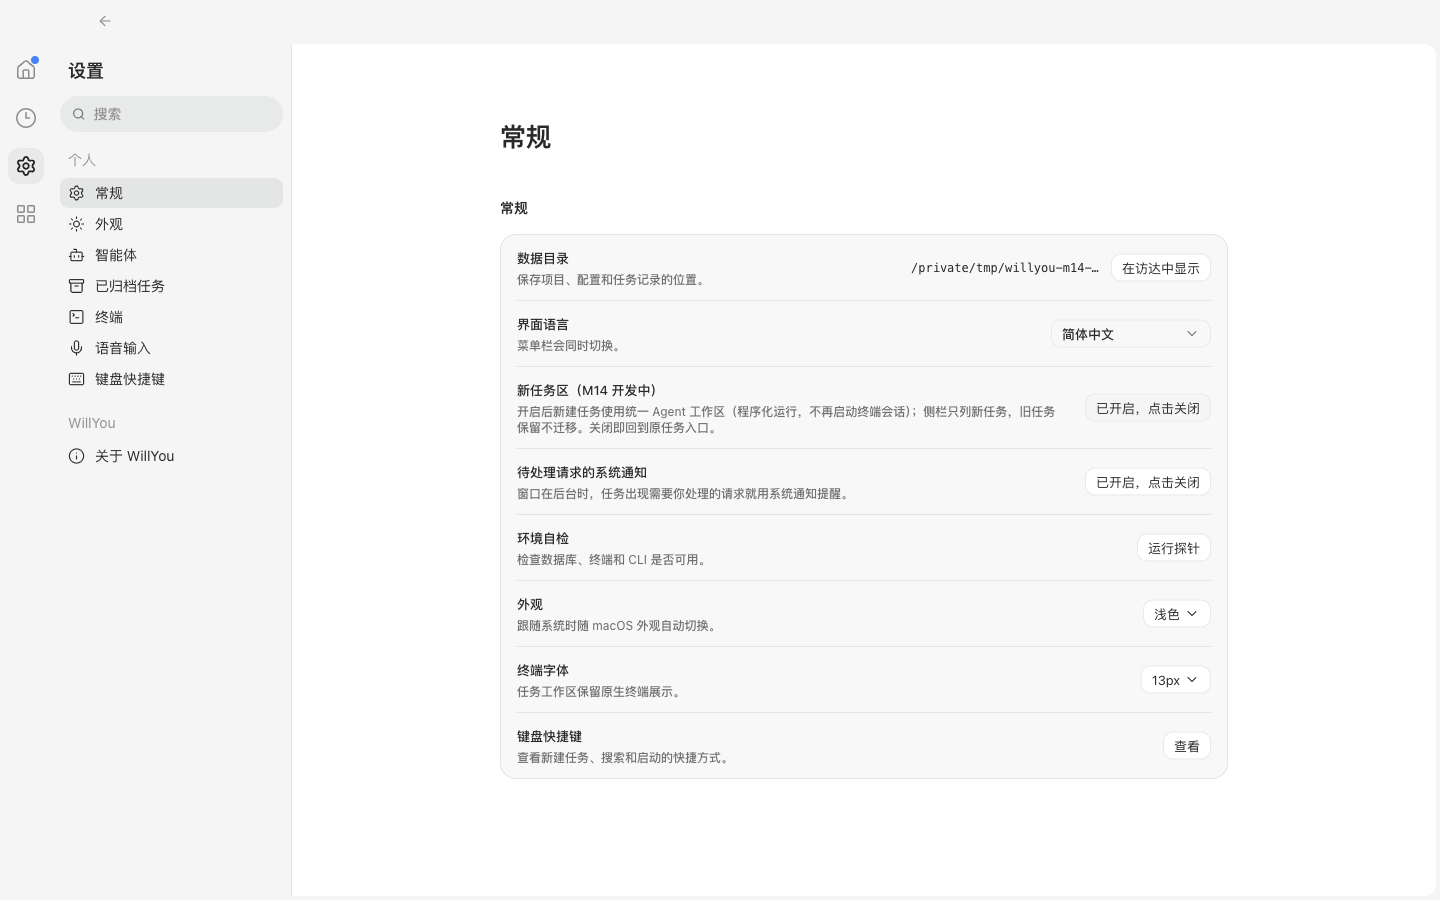 设置
搜索
个人
常规
外观
智能体
已归档任务
终端
语音输入
键盘快捷键
WillYou
关于 WillYou
常规
常规
数据目录
保存项目、配置和任务记录的位置。
/private/tmp/willyou-m14-…
在访达中显示
界面语言
菜单栏会同时切换。
简体中文
新任务区（M14 开发中）
开启后新建任务使用统一 Agent 工作区（程序化运行，不再启动终端会话）；侧栏只列新任务，旧任务
保留不迁移。关闭即回到原任务入口。
已开启，点击关闭
待处理请求的系统通知
窗口在后台时，任务出现需要你处理的请求就用系统通知提醒。
已开启，点击关闭
环境自检
检查数据库、终端和 CLI 是否可用。
运行探针
外观
跟随系统时随 macOS 外观自动切换。
浅色
终端字体
任务工作区保留原生终端展示。
13px
键盘快捷键
查看新建任务、搜索和启动的快捷方式。
查看